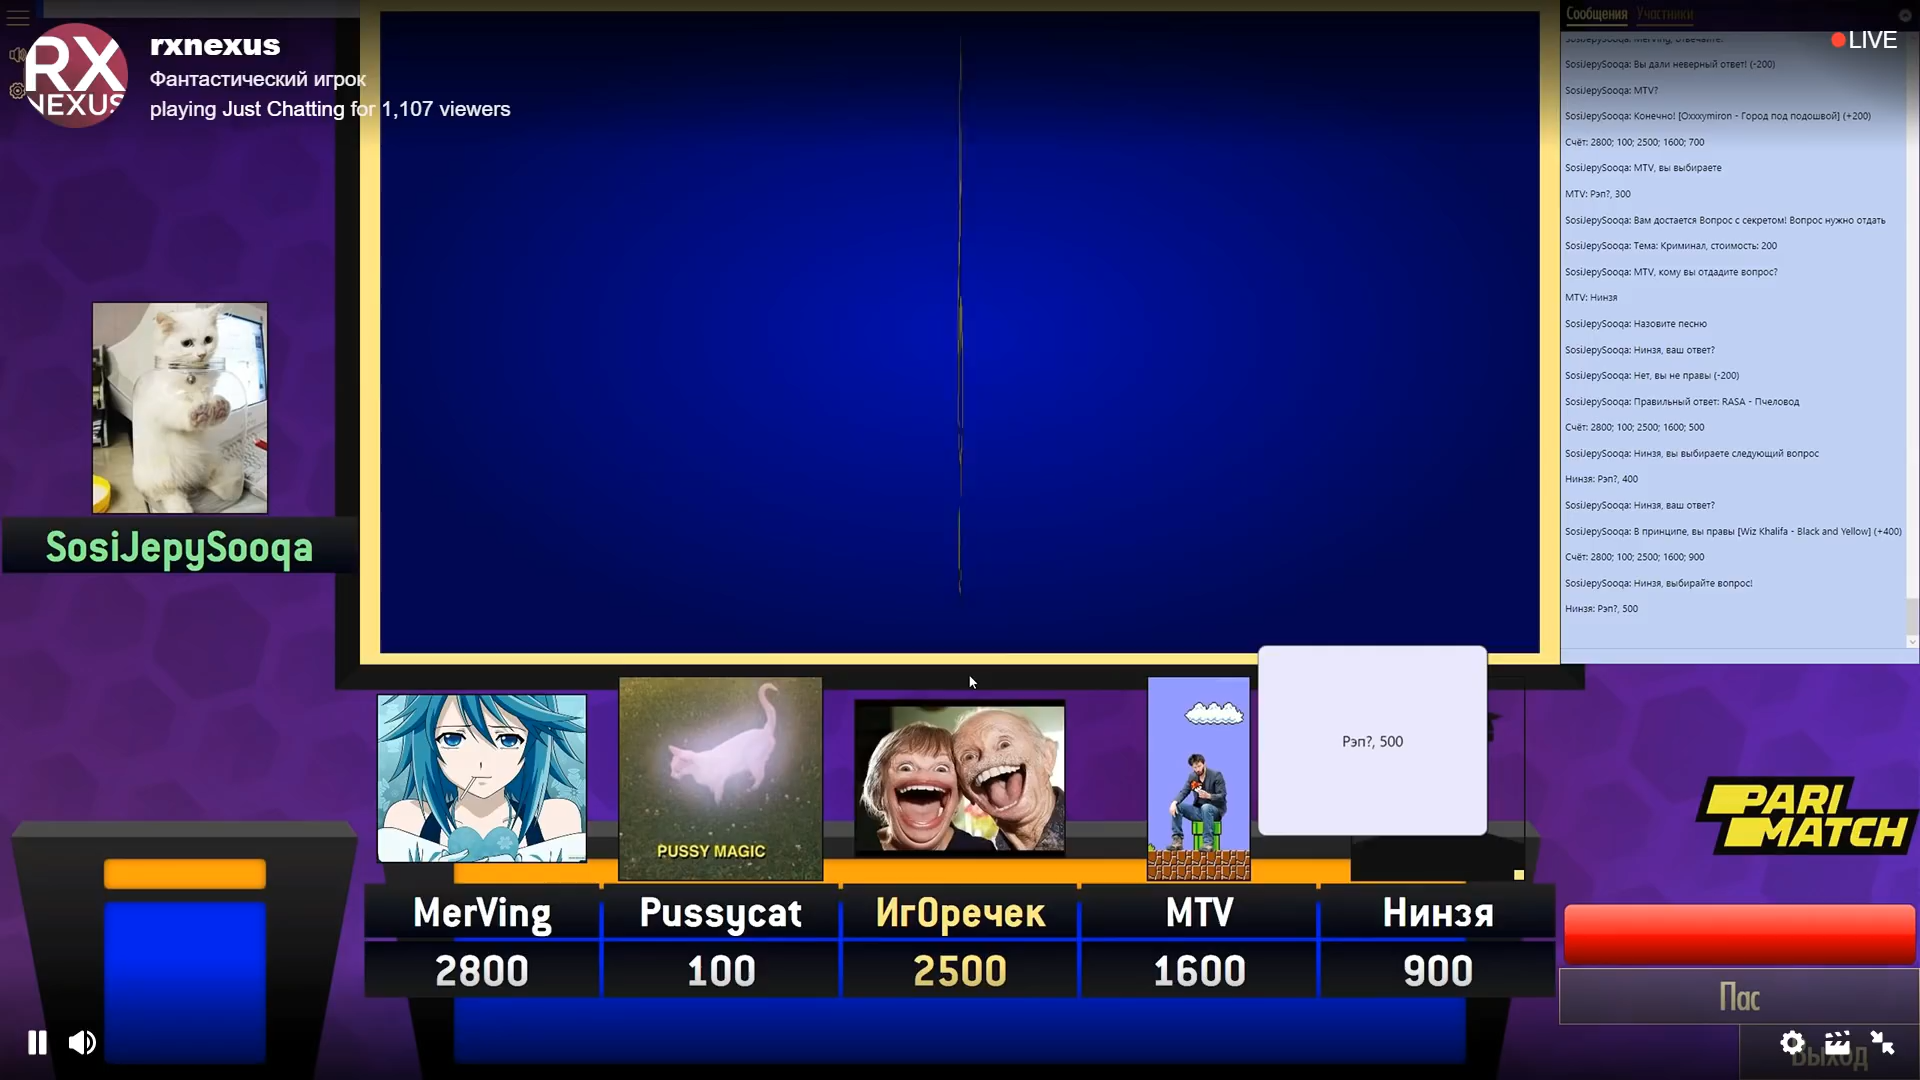 Сообщения Участники
LIVE
RX
NEXUS
rxnexus
Фантастический игрок
playing Just Chatting for 1,107 viewers
SosiJepySooqa: MerVing, отвечайте!
SosiJepySooqa: Вы дали неверный ответ! (-200)
SosiJepySooqa: MTV?
SosiJepySooqa: Конечно! [Oxxxymiron - Город под подошвой] (+200)
Счёт: 2800; 100; 2500; 1600; 700
SosiJepySooqa: MTV, вы выбираете
MTV: Рэп?, 300
SosiJepySooqa: Вам достается Вопрос с секретом! Вопрос нужно отдать
SosiJepySooqa: Тема: Криминал, стоимость: 200
SosiJepySooqa: MTV, кому вы отдадите вопрос?
MTV: Нинзя
SosiJepySooqa: Назовите песню
SosiJepySooqa: Нинзя, ваш ответ?
SosiJepySooqa: Нет, вы не правы (-200)
SosiJepySooqa: Правильный ответ: RASA - Пчеловод
Счёт: 2800; 100; 2500; 1600; 500
SosiJepySooqa: Нинзя, вы выбираете следующий вопрос
Нинзя: Рэп?, 400
SosiJepySooqa: Нинзя, ваш ответ?
SosiJepySooqa: В принципе, вы правы [Wiz Khalifa - Black and Yellow] (+400)
Счёт: 2800; 100; 2500; 1600; 900
SosiJepySooqa: Нинзя, выбирайте вопрос!
Нинзя: Рэп?, 500
SosiJepySooqa
Рэп?, 500
PUSSY MAGIC
PARI
MATCH
MerVing Pussycat ИгОречек MTV Нинзя
2800 100 2500 1600 900
Пас
Выход